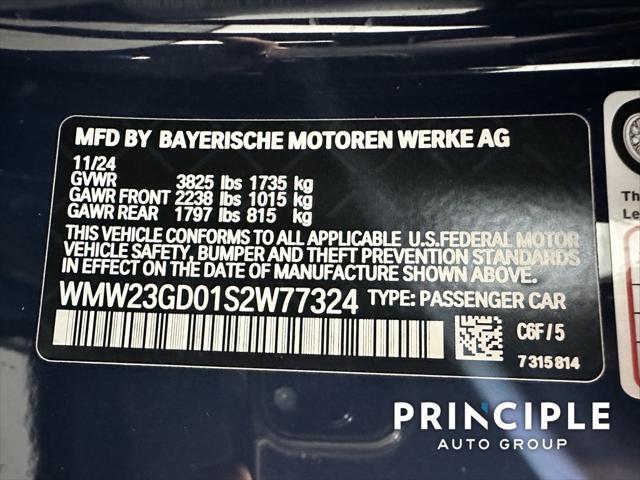 MFD BY BAYERISCHE MOTOREN WERKE AG
11/24
GVWR 3825 lbs 1735 kg
GAWR FRONT 2238 lbs 1015 kg
GAWR REAR 1797 lbs 815 kg
THIS VEHICLE CONFORMS TO ALL APPLICABLE U.S.FEDERAL MOTOR
VEHICLE SAFETY, BUMPER AND THEFT PREVENTION STANDARDS
IN EFFECT ON THE DATE OF MANUFACTURE SHOWN ABOVE.
WMW23GD01S2W77324 TYPE: PASSENGER CAR
C6F/5
7315814
Th
Le
PRINCIPLE
AUTO GROUP